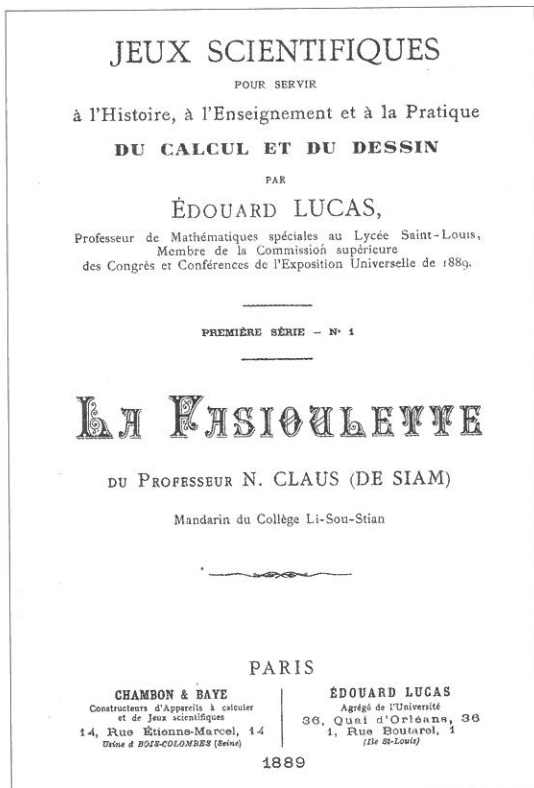 JEUX SCIENTIFIQUES
POUR SERVIR
à l'Histoire, à l'Enseignement et à la Pratique
DU CALCUL ET DU DESSIN
PAR
ÉDOUARD LUCAS,
Professeur de Mathématiques spéciales au Lycée Saint-Louis,
Membre de la Commission supérieure
des Congrès et Conférences de l'Exposition Universelle de 1889.
PREMIÈRE SÉRIE — No 1
LA FASIOULETTE
DU PROFESSEUR N. CLAUS (DE SIAM)
Mandarin du Collège Li-Sou-Stian
PARIS
CHAMBON & BAYE
Constructeurs d'Appareils à calculer
et de Jeux scientifiques
14, Rue Étienne-Marcel, 14
Usine à BOIS-COLOMBES (Seine)
ÉDOUARD LUCAS
Agrégé de l'Université
36, Quai d'Orléans, 36
1, Rue Boutarel, 1
(Ile St-Louis)
1889